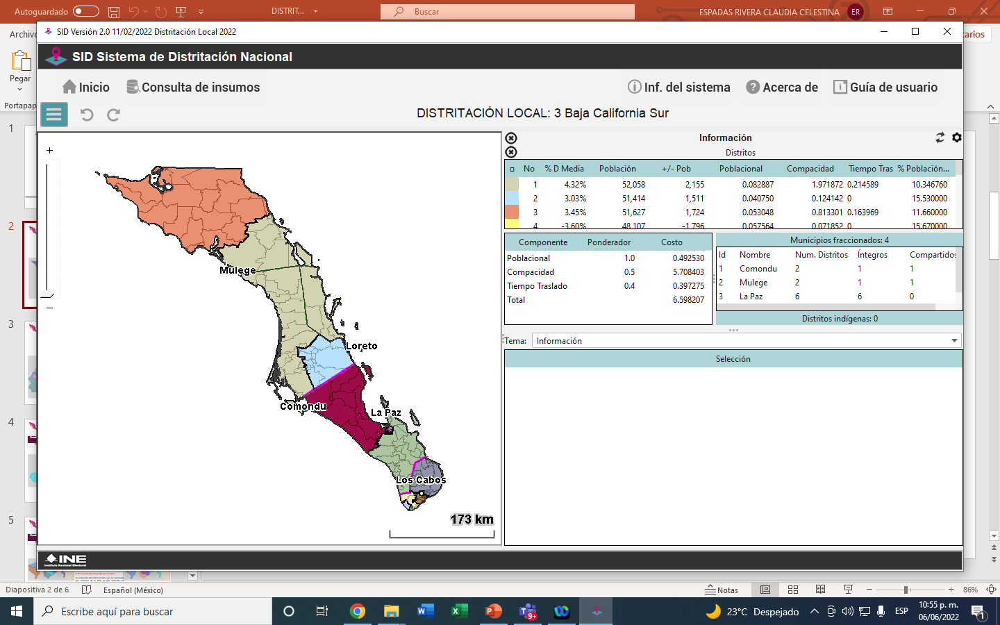 Autoguardado
DISTRIT...
Buscar
ESPADAS RIVERA CLAUDIA CELESTINA
ER
Archivo
SID Versión 2.0 11/02/2022 Distritación Local 2022
SID Sistema de Distritación Nacional
Pegar
Inicio
Consulta de insumos
Inf. del sistema
Acerca de
Guía de usuario
Portapap
DISTRITACIÓN LOCAL: 3 Baja California Sur
Información
Distritos
No % D Media Población +/- Pob Poblacional Compacidad Tiempo Tras % Población...
1 4.32% 52,058 2,155 0.082887 1.971872 0.214589 10.346760
2 3.03% 51,414 1,511 0.040750 0.124142 0 15.530000
3 3.45% 51,627 1,724 0.053048 0.813301 0.163969 11.660000
4 -3.60% 48,107 -1,796 0.057564 0.071852 0 15.670000
Componente Ponderador Costo
Poblacional 1.0 0.492530
Compacidad 0.5 5.708403
Tiempo Traslado 0.4 0.397275
Total 6.598207
Municipios fraccionados: 4
Id Nombre Num. Distritos Íntegros Compartidos
1 Comondu 2 1 1
2 Mulege 2 1 1
3 La Paz 6 6 0
Distritos indígenas: 0
Tema: Información
Selección
+
−
Mulege
Loreto
Comondu
La Paz
Los Cabos
173 km
INE
Instituto Nacional Electoral
1
2
3
4
5
Diapositiva 2 de 6
Español (México)
Notas
86%
Escribe aquí para buscar
9+
23°C Despejado
ESP
10:55 p. m.
06/06/2022
1